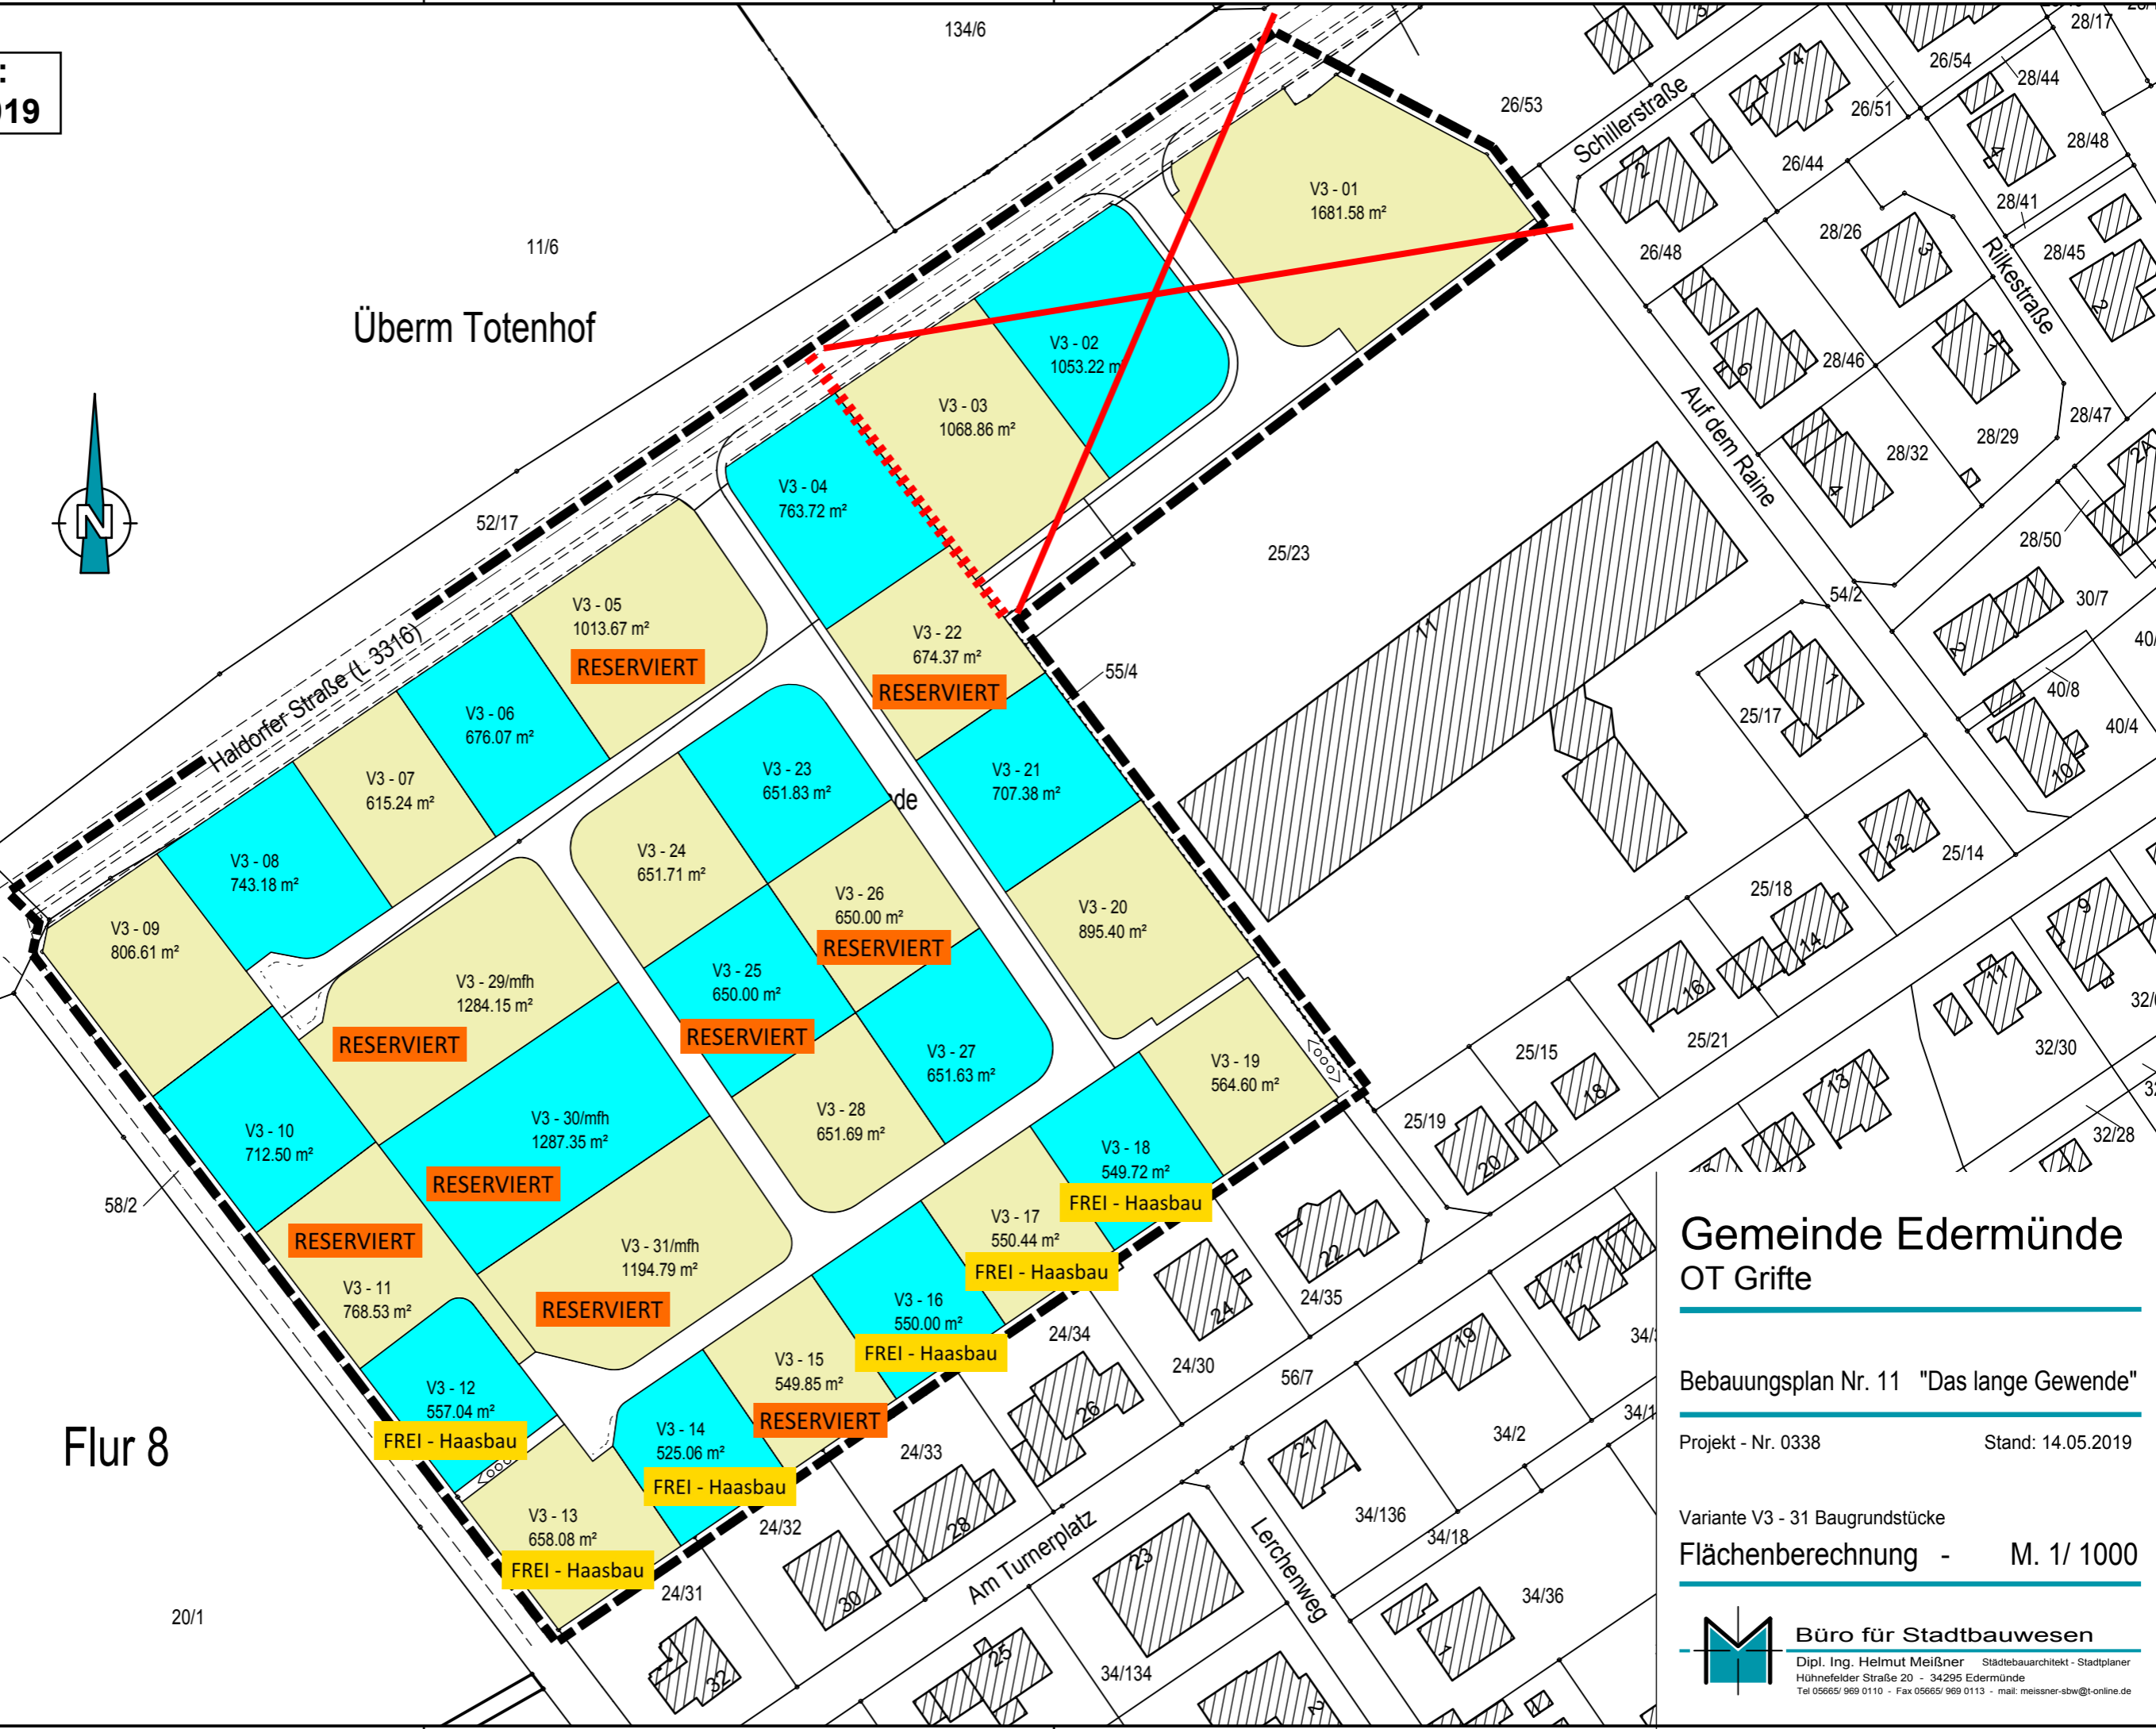 134/6
11/6
Überm Totenhof
52/17
Haldorfer Straße (L 3316)
V3 - 01
1681.58 m²
V3 - 02
1053.22 m
V3 - 03
1068.86 m²
V3 - 04
763.72 m²
V3 - 05
1013.67 m²
RESERVIERT
V3 - 06
676.07 m²
V3 - 07
615.24 m²
V3 - 08
743.18 m²
V3 - 09
806.61 m²
V3 - 10
712.50 m²
RESERVIERT
V3 - 11
768.53 m²
V3 - 12
557.04 m²
FREI - Haasbau
V3 - 13
658.08 m²
FREI - Haasbau
V3 - 14
525.06 m²
FREI - Haasbau
V3 - 15
549.85 m²
RESERVIERT
V3 - 16
550.00 m²
FREI - Haasbau
V3 - 17
550.44 m²
FREI - Haasbau
V3 - 18
549.72 m²
FREI - Haasbau
V3 - 19
564.60 m²
V3 - 20
895.40 m²
V3 - 21
707.38 m²
V3 - 22
674.37 m²
RESERVIERT
V3 - 23
651.83 m²
V3 - 24
651.71 m²
V3 - 25
650.00 m²
RESERVIERT
V3 - 26
650.00 m²
RESERVIERT
V3 - 27
651.63 m²
V3 - 28
651.69 m²
V3 - 29/mfh
1284.15 m²
RESERVIERT
V3 - 30/mfh
1287.35 m²
RESERVIERT
V3 - 31/mfh
1194.79 m²
RESERVIERT
N
58/2
Flur 8
20/1
26/53
Schillerstraße
26/54
28/17
28/44
26/51
28/48
26/44
28/41
28/26
26/48
28/45
Rilkestraße
28/46
28/47
28/29
28/32
Auf dem Raine
28/50
54/2
30/7
40/8
40/4
25/23
55/4
25/17
25/14
25/18
25/21
25/15
25/19
32/30
32/28
24/35
24/34
24/30
56/7
24/33
24/32
24/31
Am Turnerplatz
Lerchenweg
34/2
34/136
34/18
34/36
34/134
Gemeinde Edermünde
OT Grifte
Bebauungsplan Nr. 11 "Das lange Gewende"
Projekt - Nr. 0338 Stand: 14.05.2019
Variante V3 - 31 Baugrundstücke
Flächenberechnung - M. 1/ 1000
Büro für Stadtbauwesen
Dipl. Ing. Helmut Meißner Städtebauarchitekt - Stadtplaner
Hühnefelder Straße 20 - 34295 Edermünde
Tel 05665/ 969 0110 - Fax 05665/ 969 0113 - mail: meissner-sbw@t-online.de